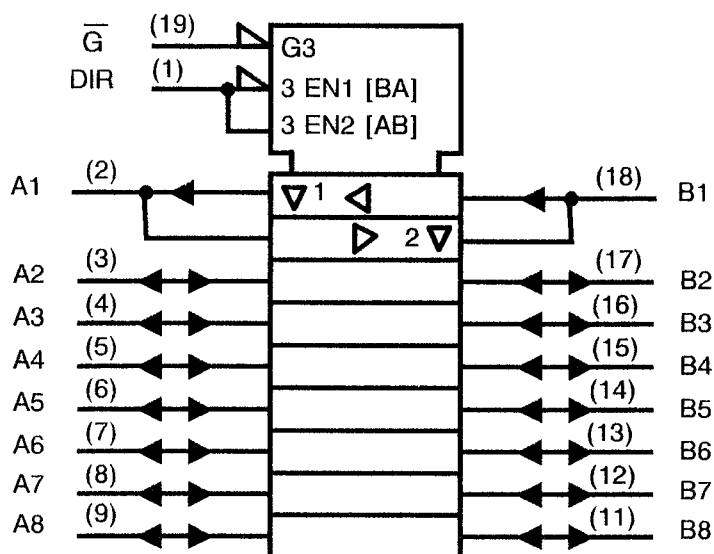 G̅ (19) G3
DIR (1) 3 EN1 [BA]
3 EN2 [AB]
A1 (2) 1 (18) B1
2
A2 (3) (17) B2
A3 (4) (16) B3
A4 (5) (15) B4
A5 (6) (14) B5
A6 (7) (13) B6
A7 (8) (12) B7
A8 (9) (11) B8